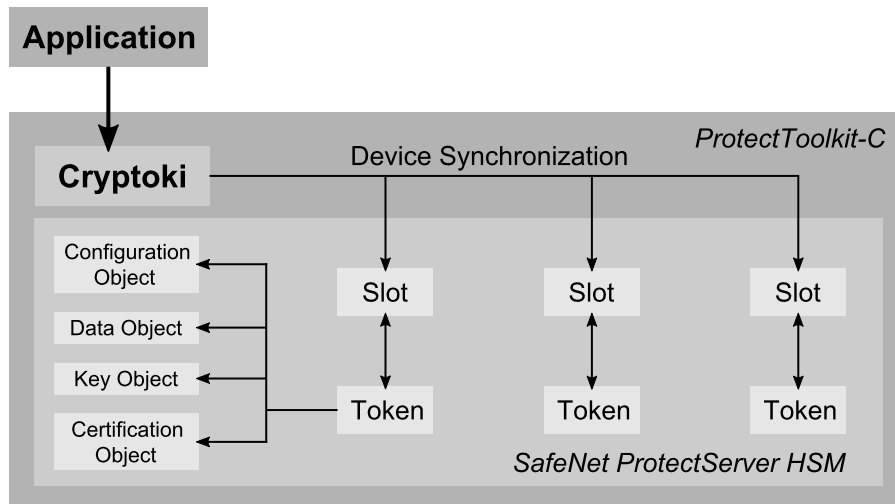 Application
ProtectToolkit-C
Device Synchronization
Cryptoki
Configuration
Object
Data Object
Key Object
Certification
Object
Slot
Slot
Slot
Token
Token
Token
SafeNet ProtectServer HSM